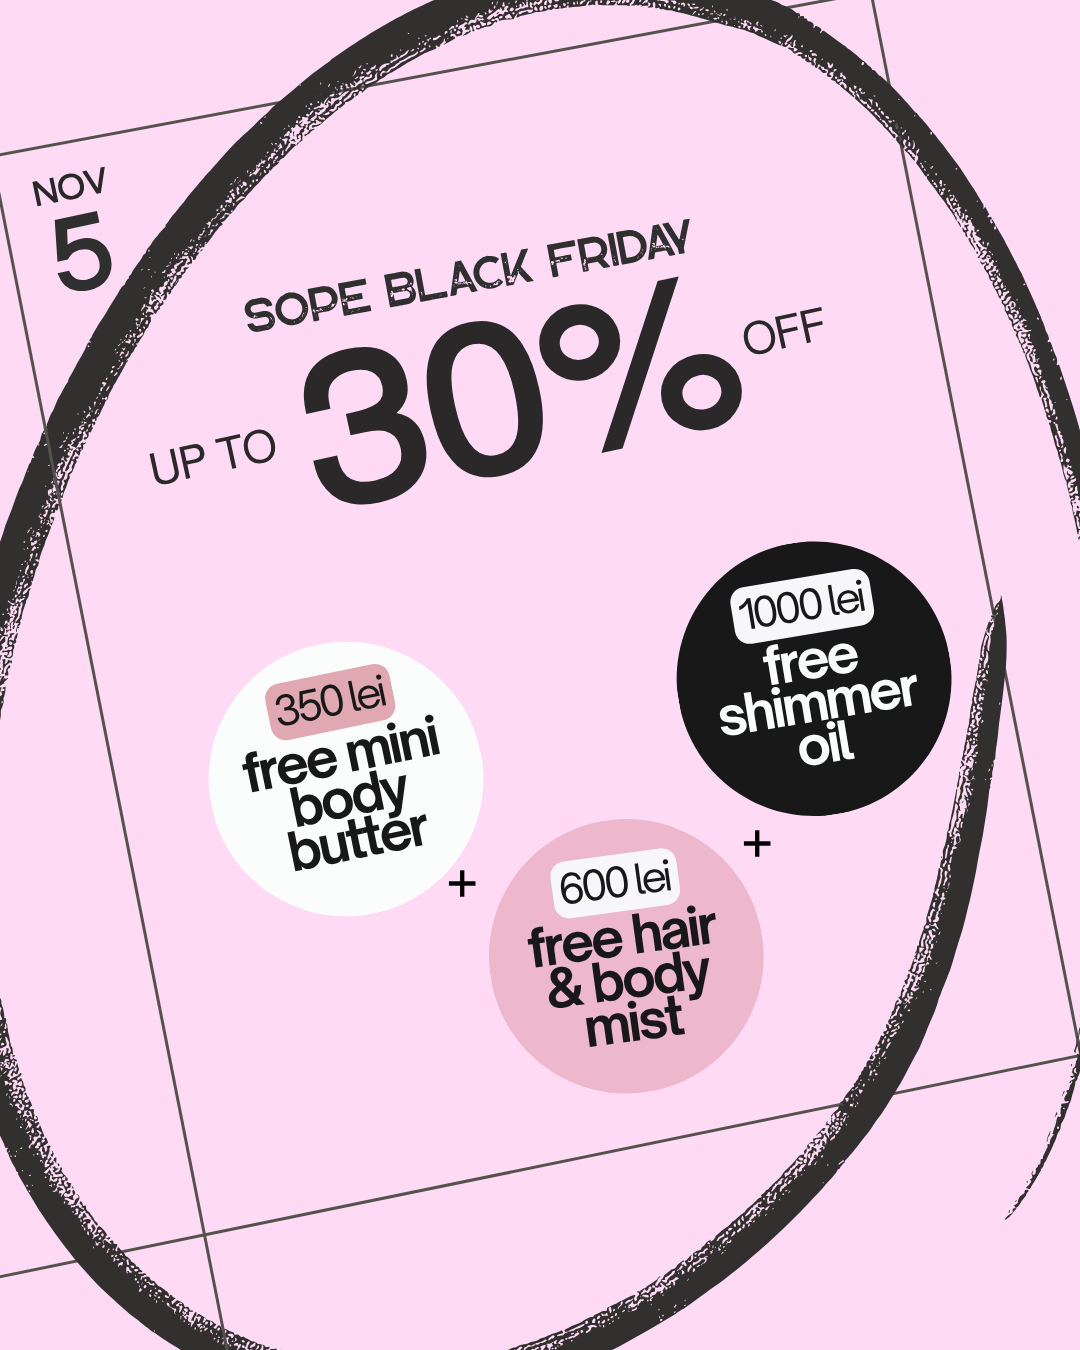 NOV
5
SOPE BLACK FRIDAY
UP TO 30% OFF
350 lei
free mini
body
butter
+
600 lei
free hair
& body
mist
+
1000 lei
free
shimmer
oil